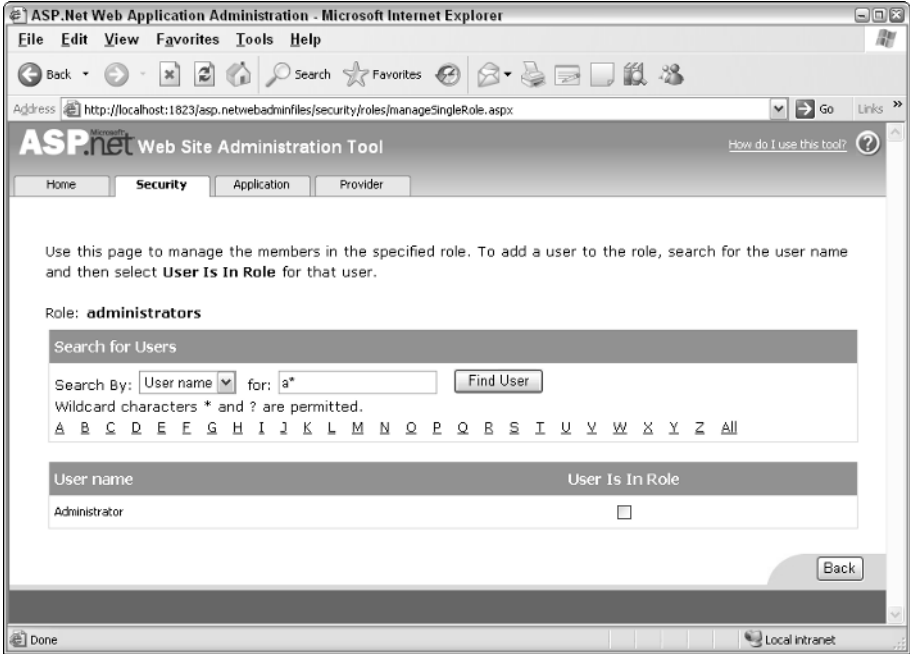 ASP.Net Web Application Administration - Microsoft Internet Explorer
File Edit View Favorites Tools Help
Back Search Favorites
Address http://localhost:1823/asp.netwebadminfiles/security/roles/manageSingleRole.aspx Go Links »
Microsoft
ASP.net Web Site Administration Tool How do I use this tool? ?
Home Security Application Provider
Use this page to manage the members in the specified role. To add a user to the role, search for the user name
and then select User Is In Role for that user.
Role: administrators
Search for Users
Search By: User name for: a* Find User
Wildcard characters * and ? are permitted.
A B C D E F G H I J K L M N O P Q R S T U V W X Y Z All
User name User Is In Role
Administrator
Back
Done Local intranet